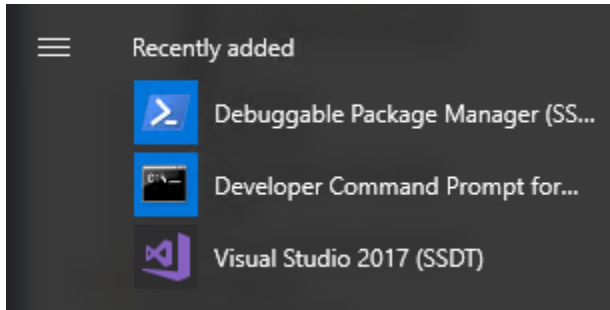 Recently added
Debuggable Package Manager (SS...
Developer Command Prompt for...
Visual Studio 2017 (SSDT)